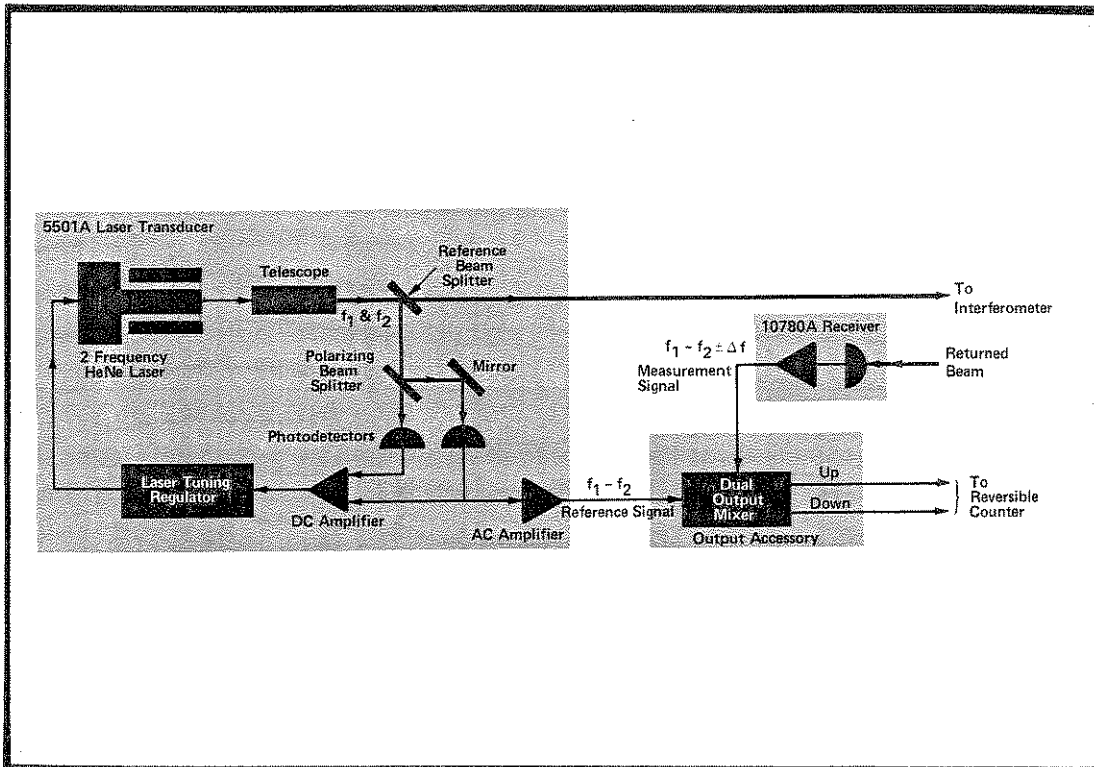 5501A Laser Transducer
Reference
Beam
Splitter
Telescope
f1 & f2
To
Interferometer
2 Frequency
HeNe Laser
Polarizing
Beam
Splitter
Mirror
10780A Receiver
f1 - f2 ± Δf
Measurement
Signal
Returned
Beam
Photodetectors
Laser Tuning
Regulator
DC Amplifier
AC Amplifier
f1 - f2
Reference Signal
Dual
Output
Mixer
Up
Down
To
Reversible
Counter
Output Accessory